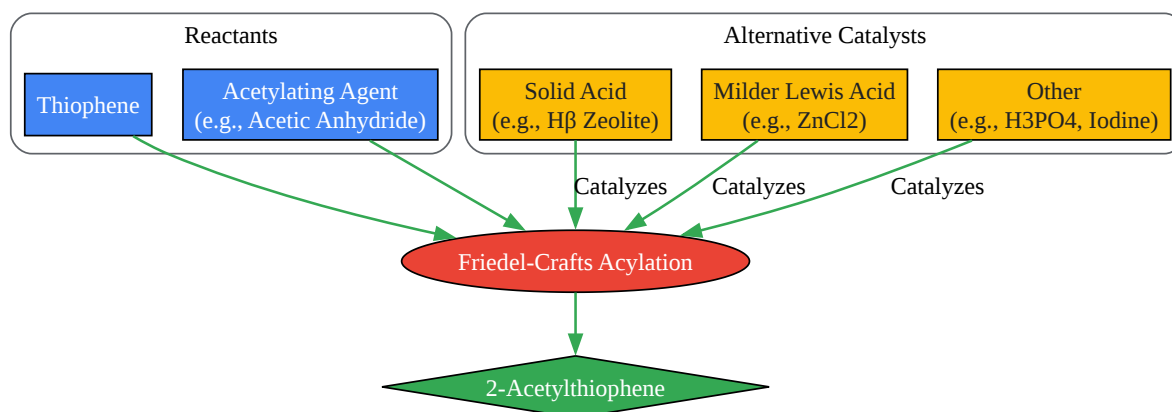 Reactants
Alternative Catalysts
Thiophene
Acetylating Agent
(e.g., Acetic Anhydride)
Solid Acid
(e.g., Hβ Zeolite)
Milder Lewis Acid
(e.g., ZnCl2)
Other
(e.g., H3PO4, Iodine)
Catalyzes
Catalyzes
Catalyzes
Friedel-Crafts Acylation
2-Acetylthiophene